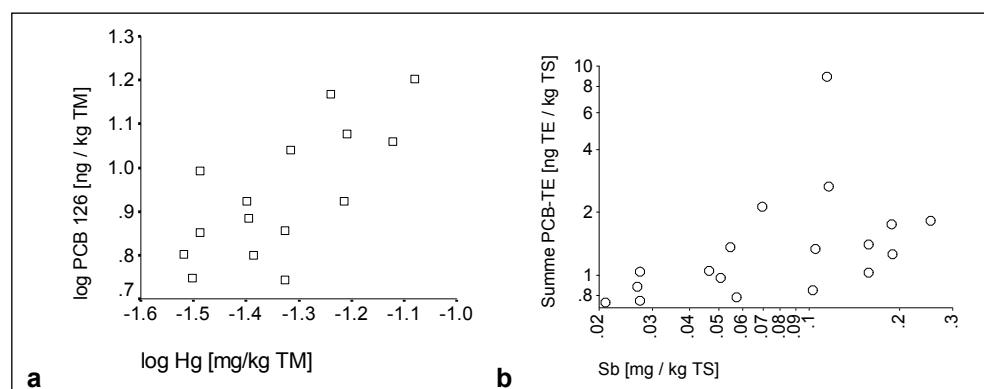 1.3
1.2
1.1
1.0
.9
.8
.7
log PCB 126 [ng / kg TM]
-1.6 -1.5 -1.4 -1.3 -1.2 -1.1 -1.0
log Hg [mg/kg TM]
a
10
8
6
4
2
1
.8
Summe PCB-TE [ng TE / kg TS]
.02 .03 .04 .05 .06 .07 .08 .09 .1 .2 .3
Sb [mg / kg TS]
b